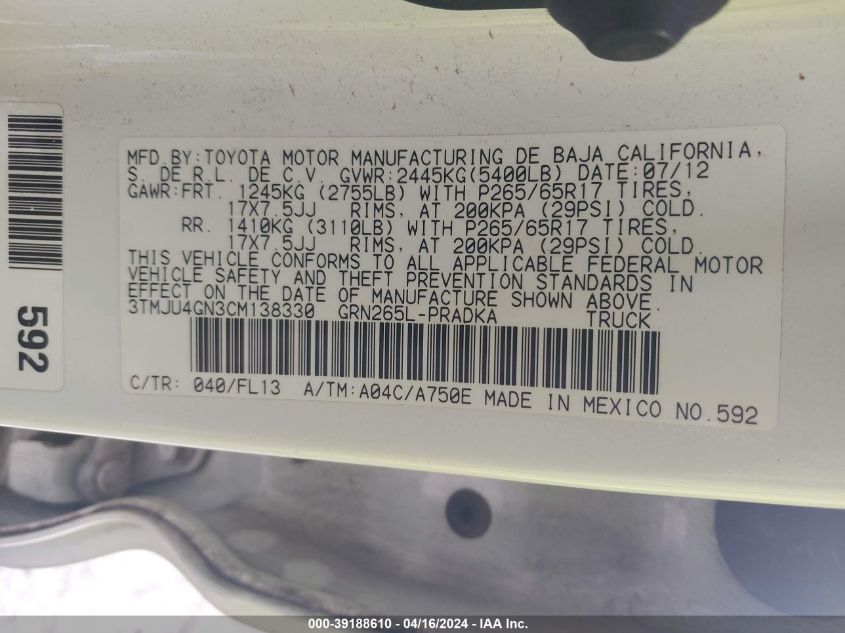 MFD.BY:TOYOTA MOTOR MANUFACTURING DE BAJA CALIFORNIA,
S. DE R.L. DE C.V. GVWR:2445KG(5400LB) DATE:07/12
GAWR:FRT. 1245KG (2755LB) WITH P265/65R17 TIRES,
17X7.5JJ RIMS, AT 200KPA (29PSI) COLD.
RR. 1410KG (3110LB) WITH P265/65R17 TIRES,
17X7.5JJ RIMS, AT 200KPA (29PSI) COLD.
THIS VEHICLE CONFORMS TO ALL APPLICABLE FEDERAL MOTOR
VEHICLE SAFETY AND THEFT PREVENTION STANDARDS IN
EFFECT ON THE DATE OF MANUFACTURE SHOWN ABOVE.
3TMJU4GN3CM138330 GRN265L-PRADKA TRUCK
C/TR: 040/FL13 A/TM:A04C/A750E MADE IN MEXICO NO.592
592
000-39188610 - 04/16/2024 - IAA Inc.